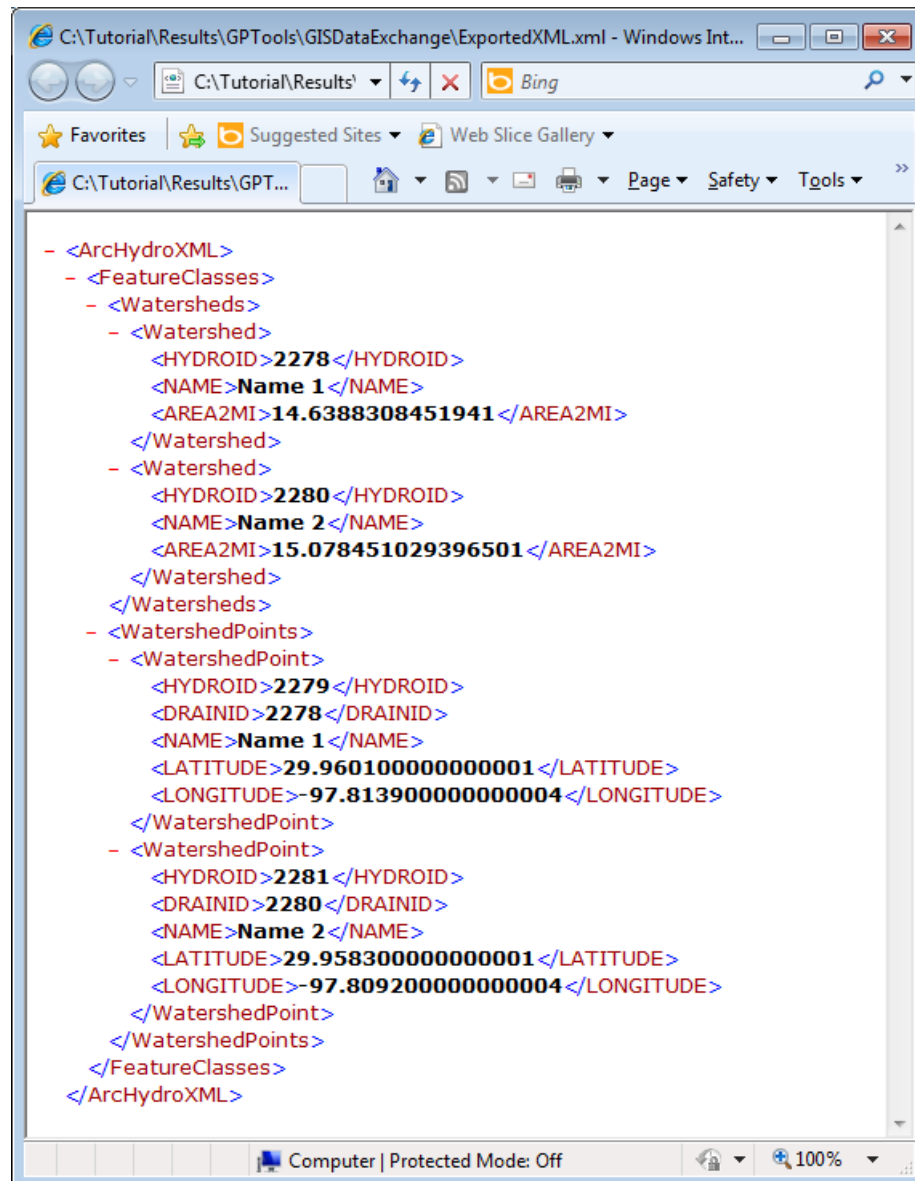 C:\Tutorial\Results\GPTools\GISDataExchange\ExportedXML.xml - Windows Int...
C:\Tutorial\Results' Bing
Favorites Suggested Sites Web Slice Gallery
C:\Tutorial\Results\GPT... Page Safety Tools »
- <ArcHydroXML>
- <FeatureClasses>
- <Watersheds>
- <Watershed>
<HYDROID>2278</HYDROID>
<NAME>Name 1</NAME>
<AREA2MI>14.6388308451941</AREA2MI>
</Watershed>
- <Watershed>
<HYDROID>2280</HYDROID>
<NAME>Name 2</NAME>
<AREA2MI>15.078451029396501</AREA2MI>
</Watershed>
</Watersheds>
- <WatershedPoints>
- <WatershedPoint>
<HYDROID>2279</HYDROID>
<DRAINID>2278</DRAINID>
<NAME>Name 1</NAME>
<LATITUDE>29.960100000000001</LATITUDE>
<LONGITUDE>-97.813900000000004</LONGITUDE>
</WatershedPoint>
- <WatershedPoint>
<HYDROID>2281</HYDROID>
<DRAINID>2280</DRAINID>
<NAME>Name 2</NAME>
<LATITUDE>29.958300000000001</LATITUDE>
<LONGITUDE>-97.809200000000004</LONGITUDE>
</WatershedPoint>
</WatershedPoints>
</FeatureClasses>
</ArcHydroXML>
Computer | Protected Mode: Off 100%